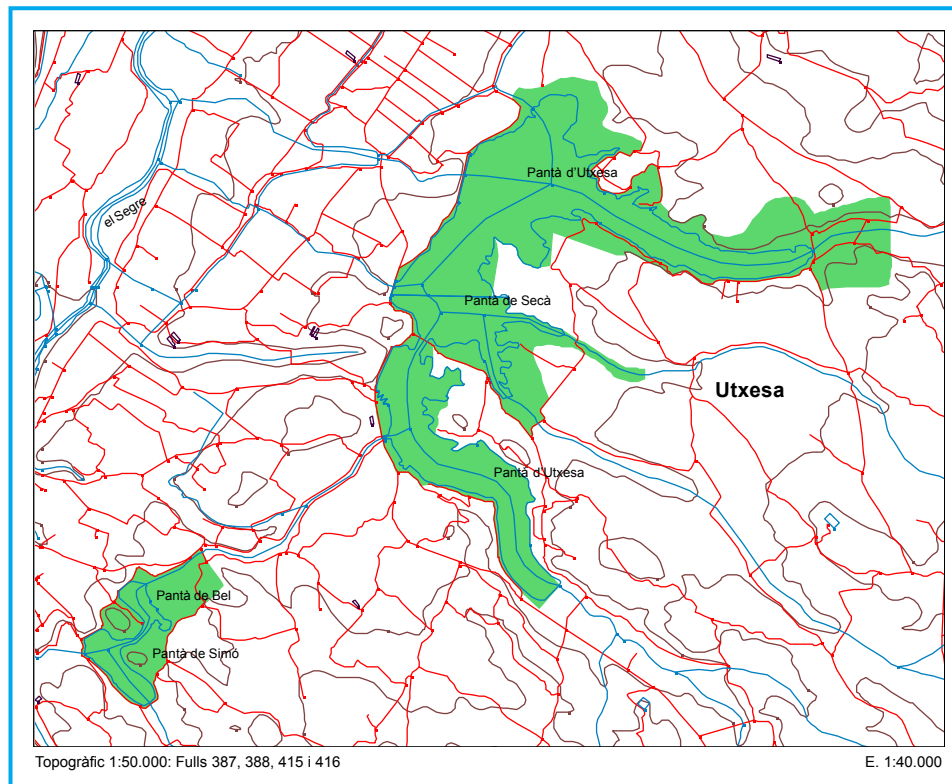 Pantà d'Utxesa
el Segre
Pantà de Secà
Utxesa
Pantà d'Utxesa
Pantà de Bel
Pantà de Simó
Topogràfic 1:50.000: Fulls 387, 388, 415 i 416
E. 1:40.000